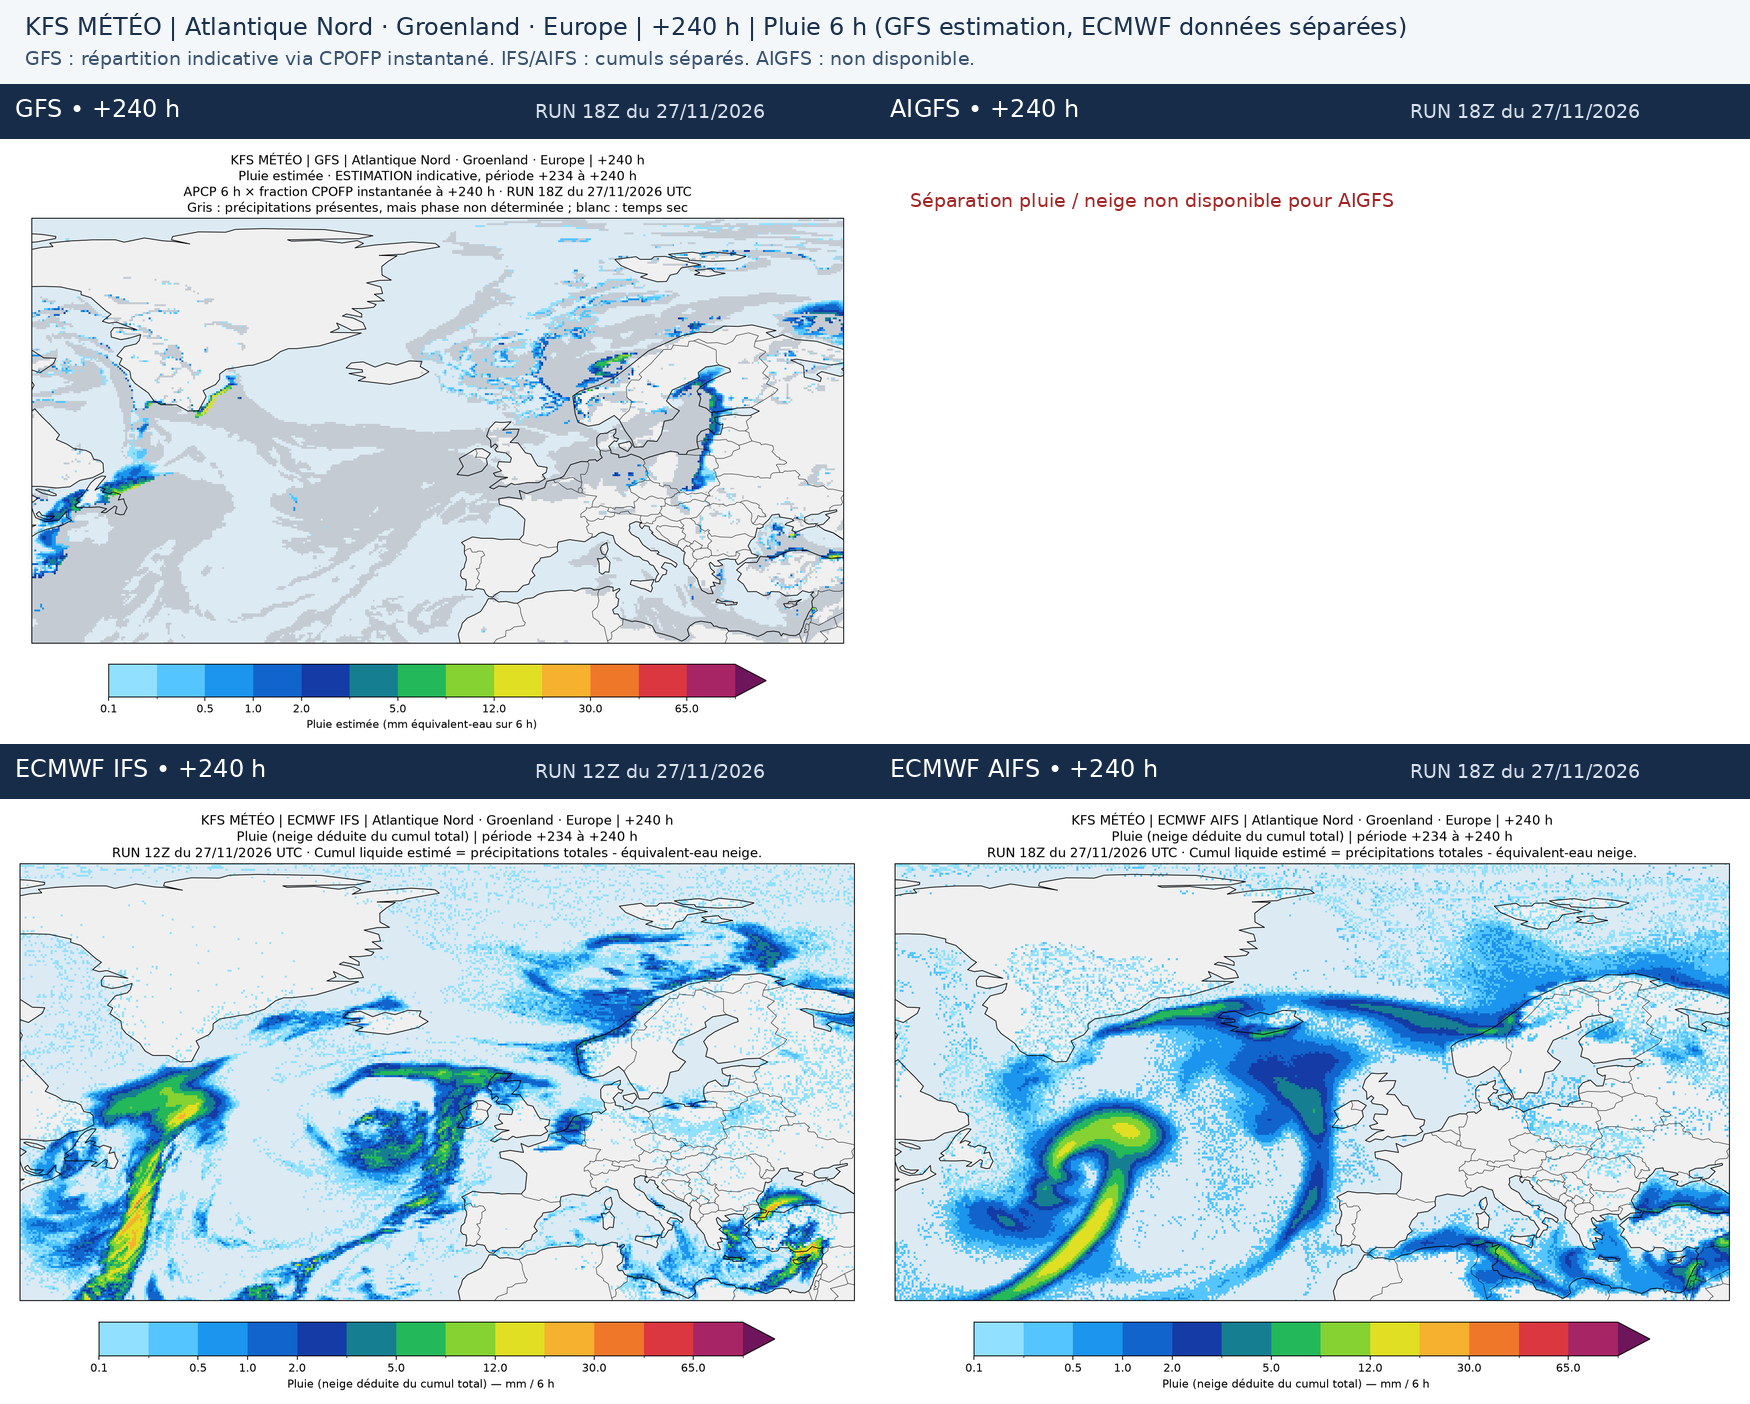 KFS MÉTÉO | Atlantique Nord · Groenland · Europe | +240 h | Pluie 6 h (GFS estimation, ECMWF données séparées)
GFS : répartition indicative via CPOFP instantané. IFS/AIFS : cumuls séparés. AIGFS : non disponible.
GFS • +240 h RUN 18Z du 27/11/2026
AIGFS • +240 h RUN 18Z du 27/11/2026
KFS MÉTÉO | GFS | Atlantique Nord · Groenland · Europe | +240 h
Pluie estimée · ESTIMATION indicative, période +234 à +240 h
APCP 6 h × fraction CPOFP instantanée à +240 h · RUN 18Z du 27/11/2026 UTC
Gris : précipitations présentes, mais phase non déterminée ; blanc : temps sec
Séparation pluie / neige non disponible pour AIGFS
0.1 0.5 1.0 2.0 5.0 12.0 30.0 65.0
Pluie estimée (mm équivalent-eau sur 6 h)
ECMWF IFS • +240 h RUN 12Z du 27/11/2026
ECMWF AIFS • +240 h RUN 18Z du 27/11/2026
KFS MÉTÉO | ECMWF IFS | Atlantique Nord · Groenland · Europe | +240 h
Pluie (neige déduite du cumul total) | période +234 à +240 h
RUN 12Z du 27/11/2026 UTC · Cumul liquide estimé = précipitations totales - équivalent-eau neige.
KFS MÉTÉO | ECMWF AIFS | Atlantique Nord · Groenland · Europe | +240 h
Pluie (neige déduite du cumul total) | période +234 à +240 h
RUN 18Z du 27/11/2026 UTC · Cumul liquide estimé = précipitations totales - équivalent-eau neige.
0.1 0.5 1.0 2.0 5.0 12.0 30.0 65.0
Pluie (neige déduite du cumul total) — mm / 6 h
0.1 0.5 1.0 2.0 5.0 12.0 30.0 65.0
Pluie (neige déduite du cumul total) — mm / 6 h